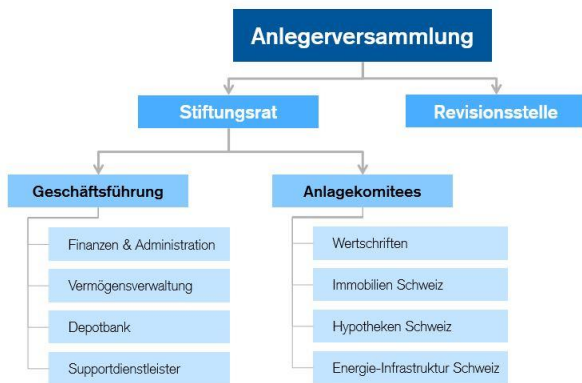 Anlegerversammlung
Stiftungsrat
Revisionsstelle
Geschäftsführung
Anlagekomitees
Finanzen & Administration
Vermögensverwaltung
Depotbank
Supportdienstleister
Wertschriften
Immobilien Schweiz
Hypotheken Schweiz
Energie-Infrastruktur Schweiz